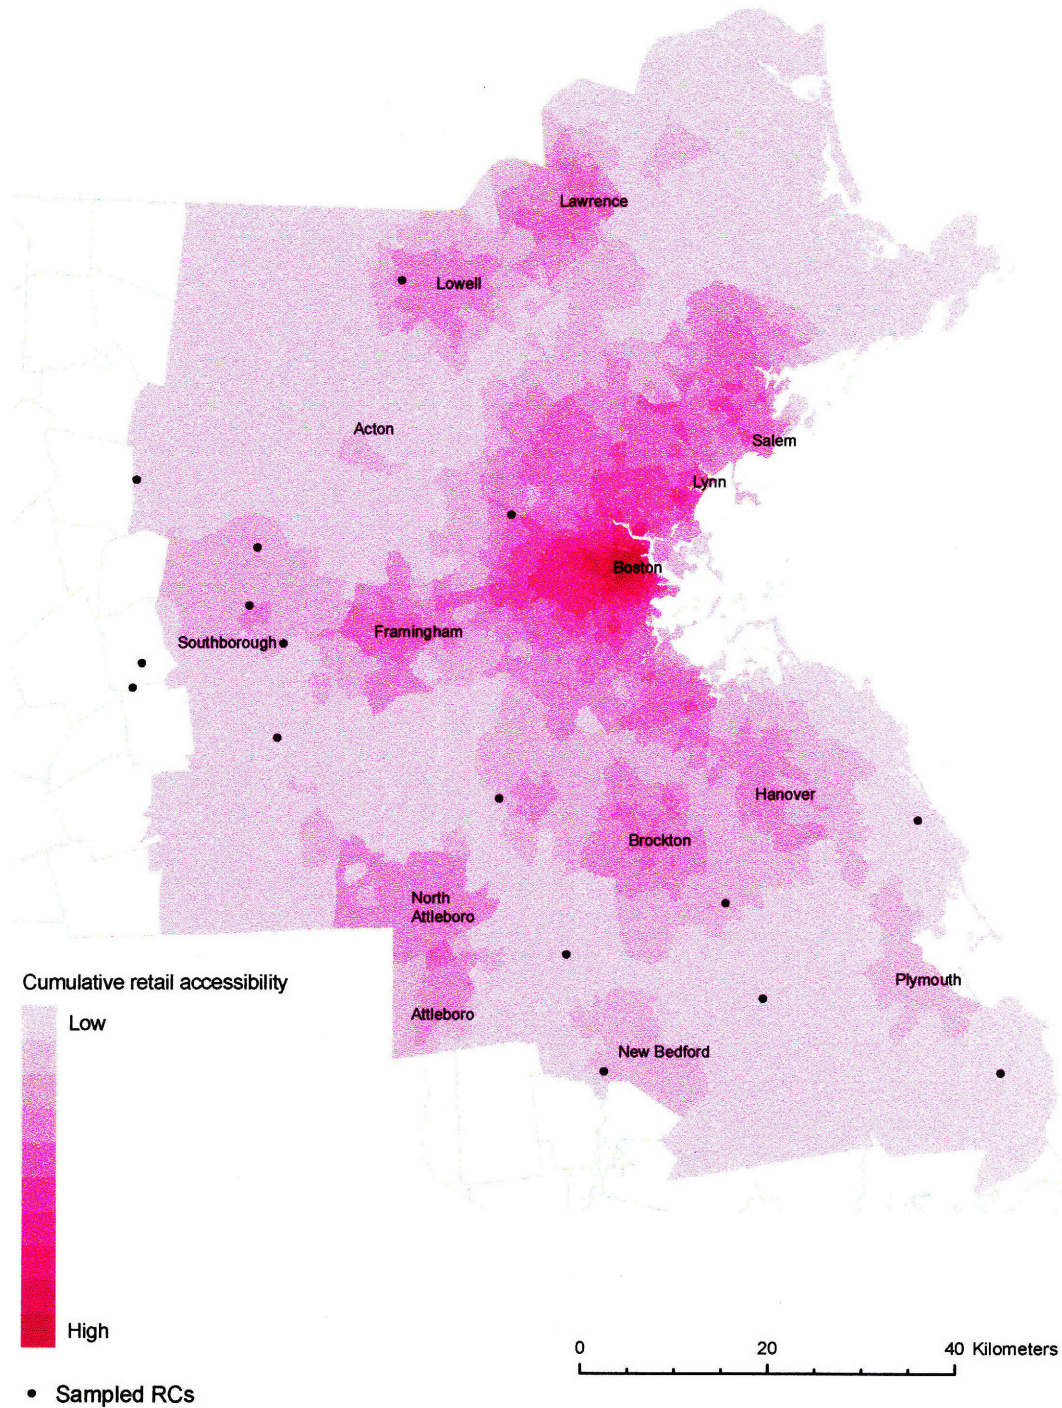 Lawrence
Lowell
Acton
Salem
Lynn
Boston
Framingham
Southborough
Hanover
Brockton
North
Attleboro
Plymouth
Attleboro
New Bedford
Cumulative retail accessibility
Low
High
0 20 40 Kilometers
Sampled RCs